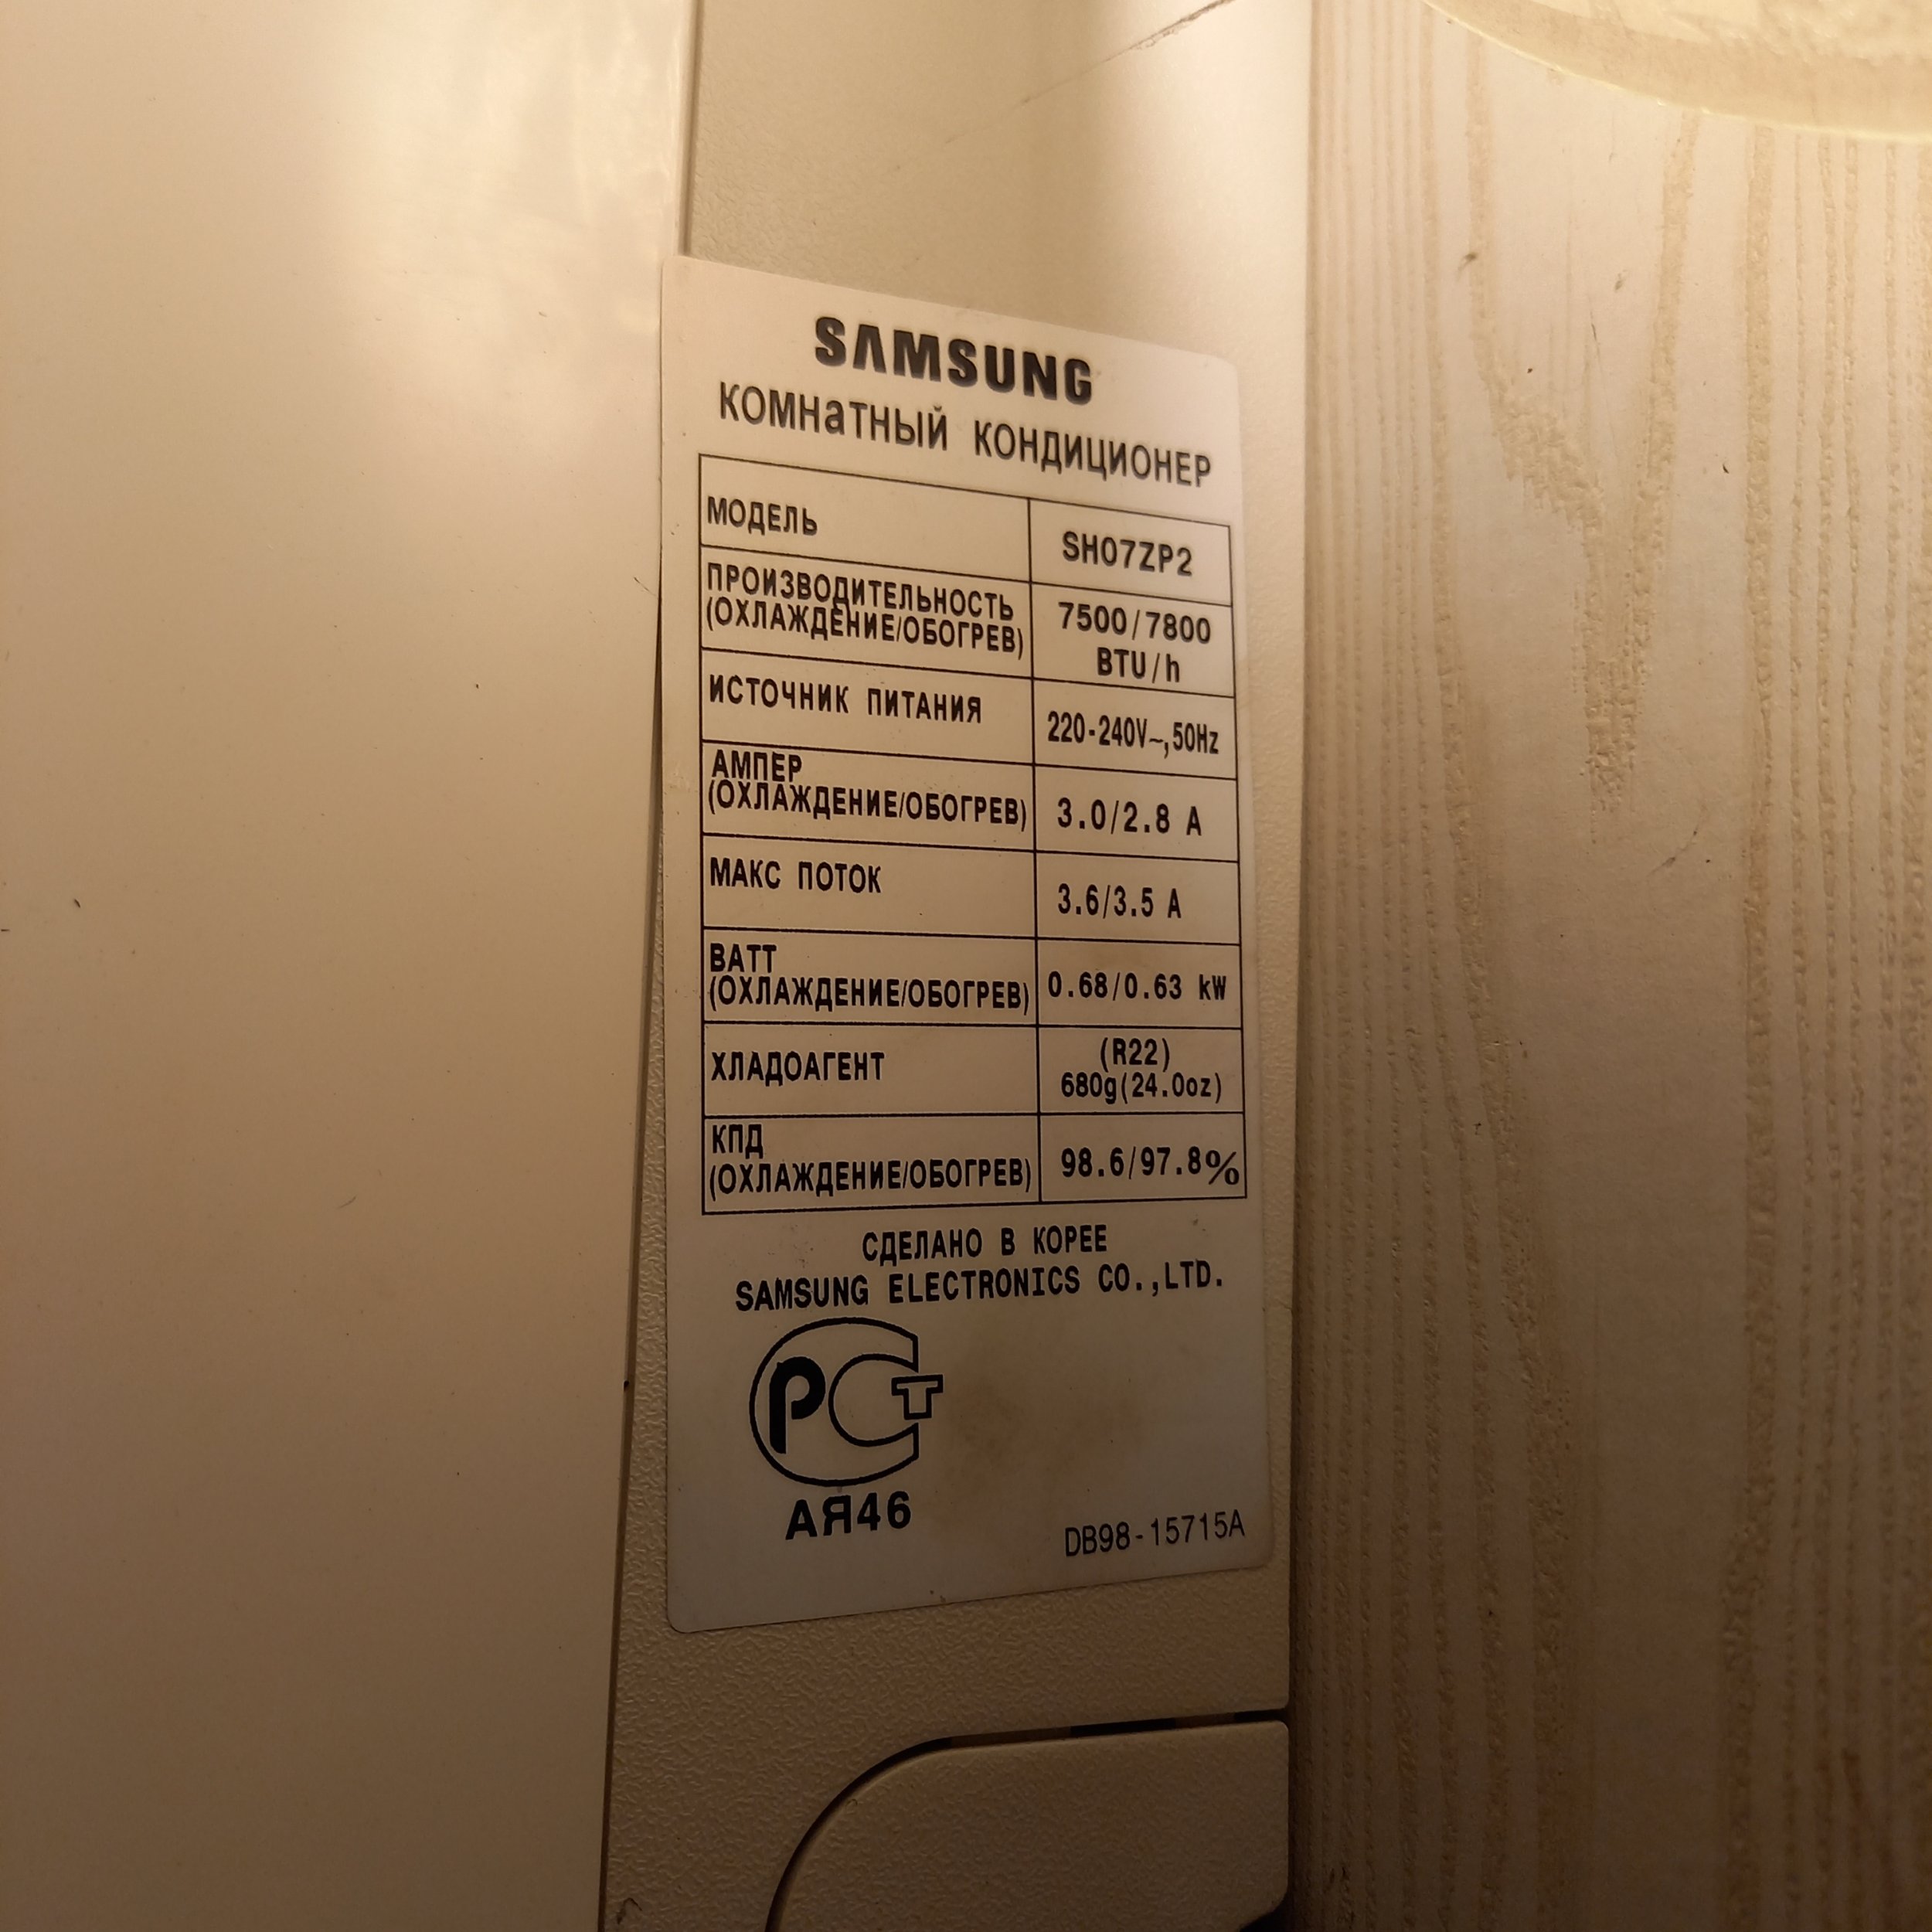 SAMSUNG
КОМНаТНЫЙ КОНДИЦИОНЕР
МОДЕЛЬ
SH07ZP2
ПРОИЗВОДИТЕЛЬНОСТЬ
(ОХЛАЖДЕНИЕ/ОБОГРЕВ)
7500/7800
BTU/h
ИСТОЧНИК ПИТАНИЯ
220-240V~,50Hz
АМПЕР
(ОХЛАЖДЕНИЕ/ОБОГРЕВ)
3.0/2.8 A
МАКС ПОТОК
3.6/3.5 A
ВАТТ
(ОХЛАЖДЕНИЕ/ОБОГРЕВ)
0.68/0.63 kW
ХЛАДОАГЕНТ
(R22)
680g(24.0oz)
КПД
(ОХЛАЖДЕНИЕ/ОБОГРЕВ)
98.6/97.8%
СДЕЛАНО В КОРЕЕ
SAMSUNG ELECTRONICS CO.,LTD.
РСТ
АЯ46
DB98-15715A